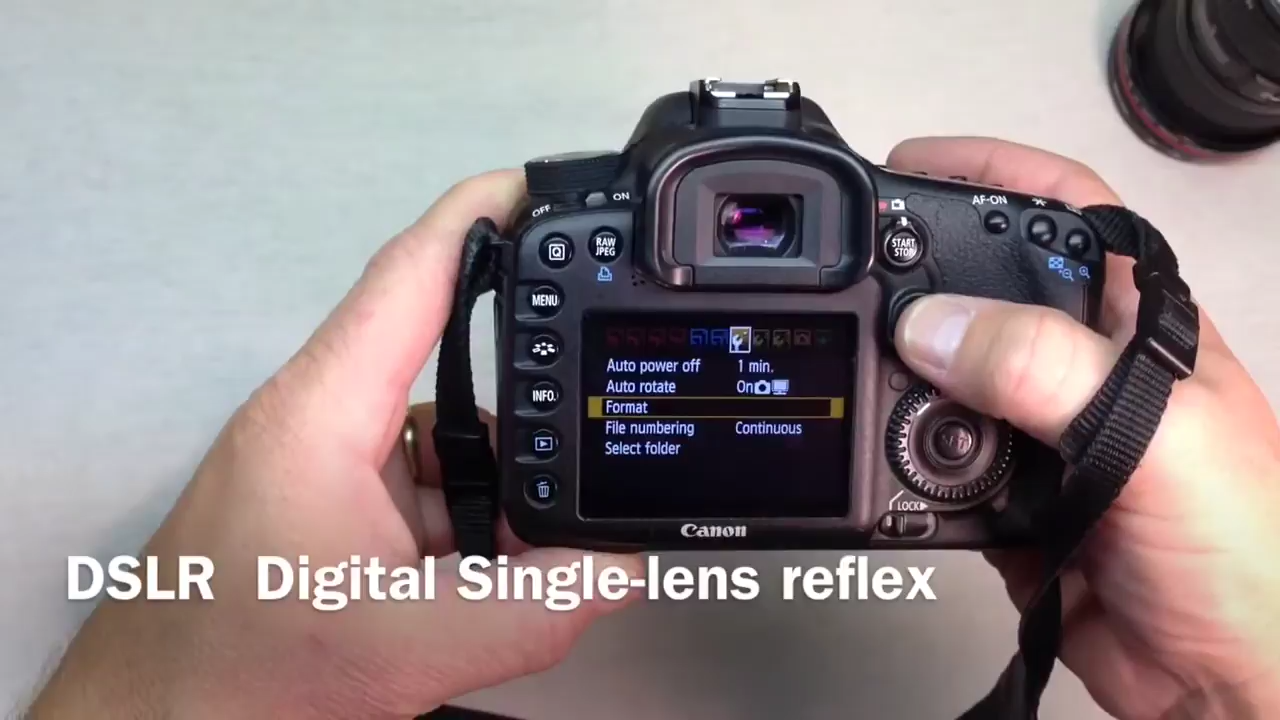 AF-ON
OFF
ON
Q
RAW
JPEG
START
STOP
MENU
INFO.
Auto power off 1 min.
Auto rotate On
Format
File numbering Continuous
Select folder
SET
LOCK
Canon
DSLR Digital Single-lens reflex